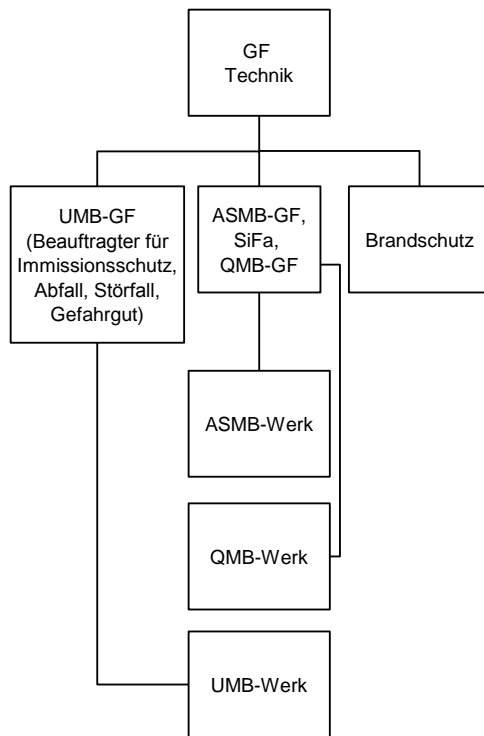 GF
Technik
UMB-GF
(Beauftragter für
Immissionsschutz,
Abfall, Störfall,
Gefahrgut)
ASMB-GF,
SiFa,
QMB-GF
Brandschutz
ASMB-Werk
QMB-Werk
UMB-Werk